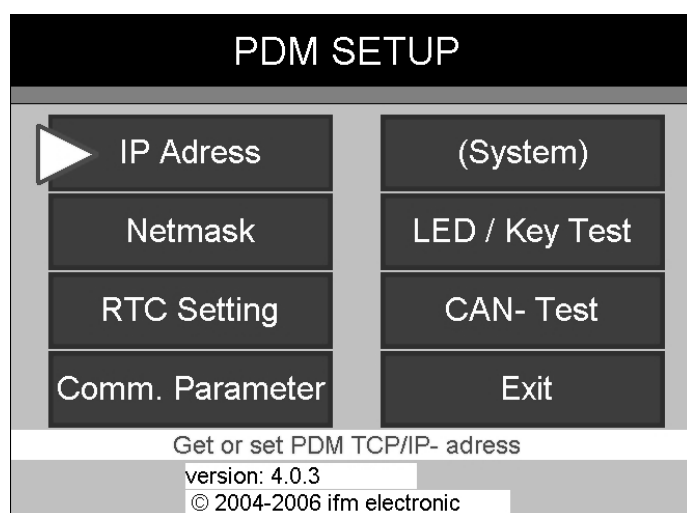 PDM SETUP
IP Adress
(System)
Netmask
LED / Key Test
RTC Setting
CAN- Test
Comm. Parameter
Exit
Get or set PDM TCP/IP- adress
version: 4.0.3
© 2004-2006 ifm electronic